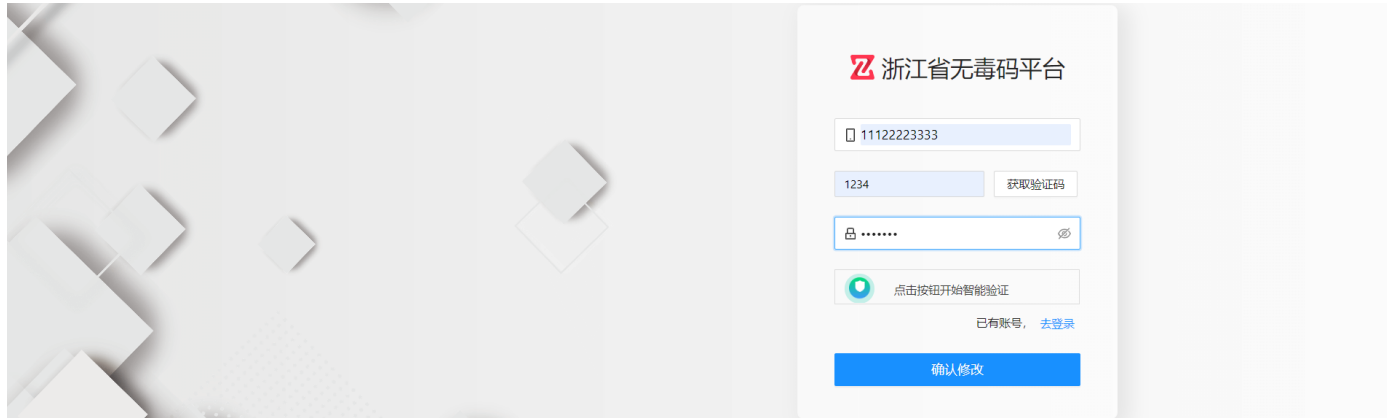 浙江省无毒码平台
11122223333
1234 获取验证码
•••••••
点击按钮开始智能验证
已有账号， 去登录
确认修改